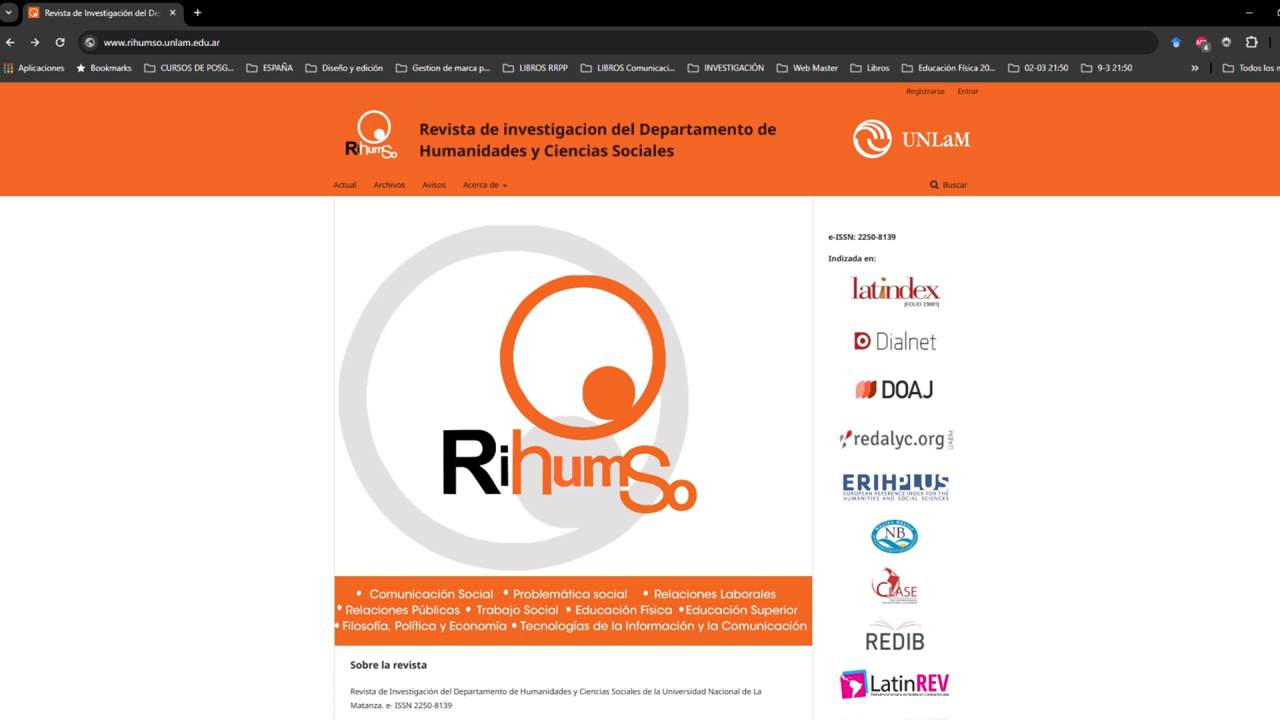 Revista de Investigación del De
www.rihumso.unlam.edu.ar
Aplicaciones
Bookmarks
CURSOS DE POSG...
ESPAÑA
Diseño y edición
Gestion de marca p...
LIBROS RRPP
LIBROS Comunicaci...
INVESTIGACIÓN
Web Master
Libros
Educación Física 20...
02-03 21:50
9-3 21:50
Todos los m
Registrarse
Entrar
RihumSo
Revista de investigacion del Departamento de
Humanidades y Ciencias Sociales
UNLaM
Actual
Archivos
Avisos
Acerca de
Buscar
RihumSo
• Comunicación Social • Problemática social • Relaciones Laborales
• Relaciones Públicas • Trabajo Social • Educación Física • Educación Superior
• Filosofía, Política y Economía • Tecnologías de la Información y la Comunicación
Sobre la revista
Revista de Investigación del Departamento de Humanidades y Ciencias Sociales de la Universidad Nacional de La
Matanza. e- ISSN 2250-8139
e-ISSN: 2250-8139
Indizada en:
latindex
Dialnet
DOAJ
redalyc.org
UAEM
ERIHPLUS
EUROPEAN REFERENCE INDEX FOR THE
HUMANITIES AND SOCIAL SCIENCES
NB
CLASE
REDIB
LatinREV